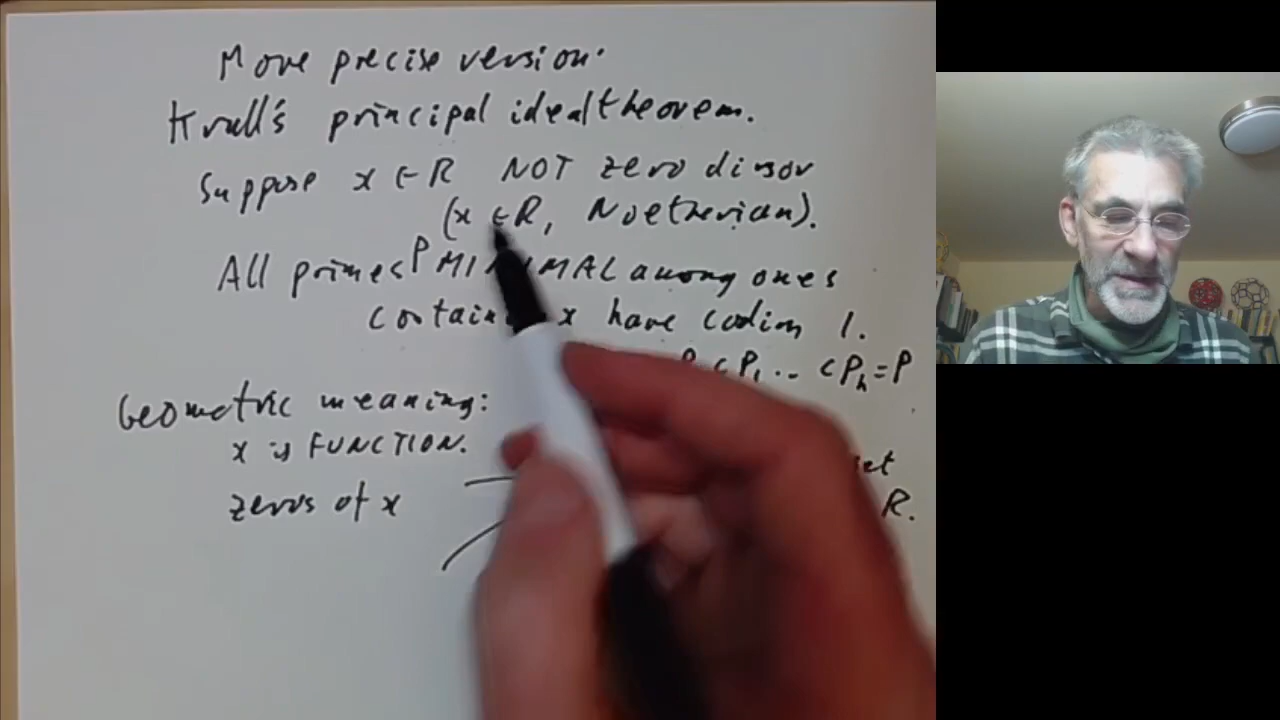 More precise version:
Krull's principal ideal theorem.
Suppose x ∈ R NOT zero divisor
(x ∈ R, Noetherian).
All primes P MINIMAL among ones
containing x have codim 1.
⊂ P₁ ... ⊂ Pₕ = P
Geometric meaning:
x is FUNCTION.
zeros of x R.